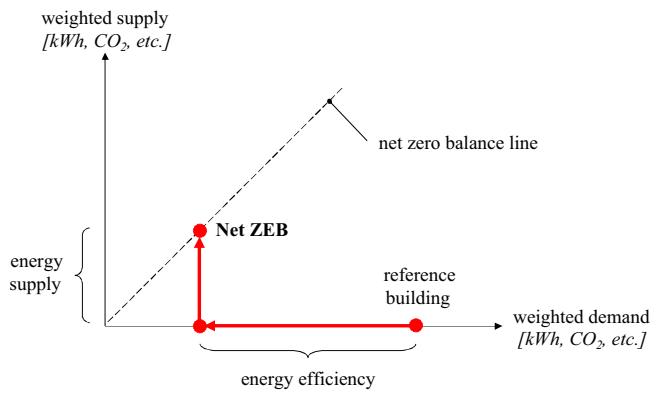 weighted supply
[kWh, CO2, etc.]
net zero balance line
Net ZEB
energy
supply
reference
building
weighted demand
[kWh, CO2, etc.]
energy efficiency